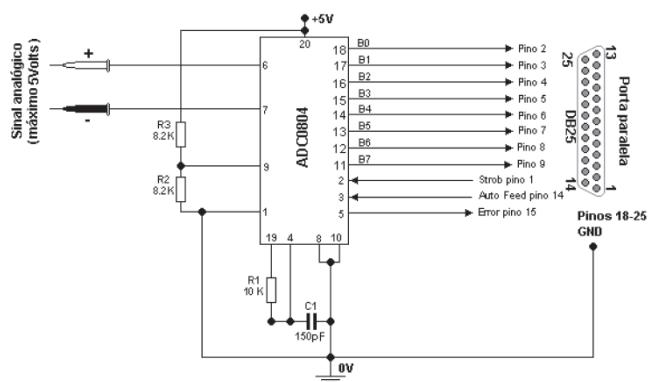 +5V
20
Sinal analógico
(máximo 5Volts)
+
-
6
7
9
1
R3
8.2K
R2
8.2K
ADC0804
18 B0 Pino 2
17 B1 Pino 3
16 B2 Pino 4
15 B3 Pino 5
14 B4 Pino 6
13 B5 Pino 7
12 B6 Pino 8
11 B7 Pino 9
2 Strob pino 1
3 Auto Feed pino 14
5 Error pino 15
19 4 8 10
R1
10 K
C1
150pF
0V
25
13
DB25
14
1
Porta paralela
Pinos 18-25
GND